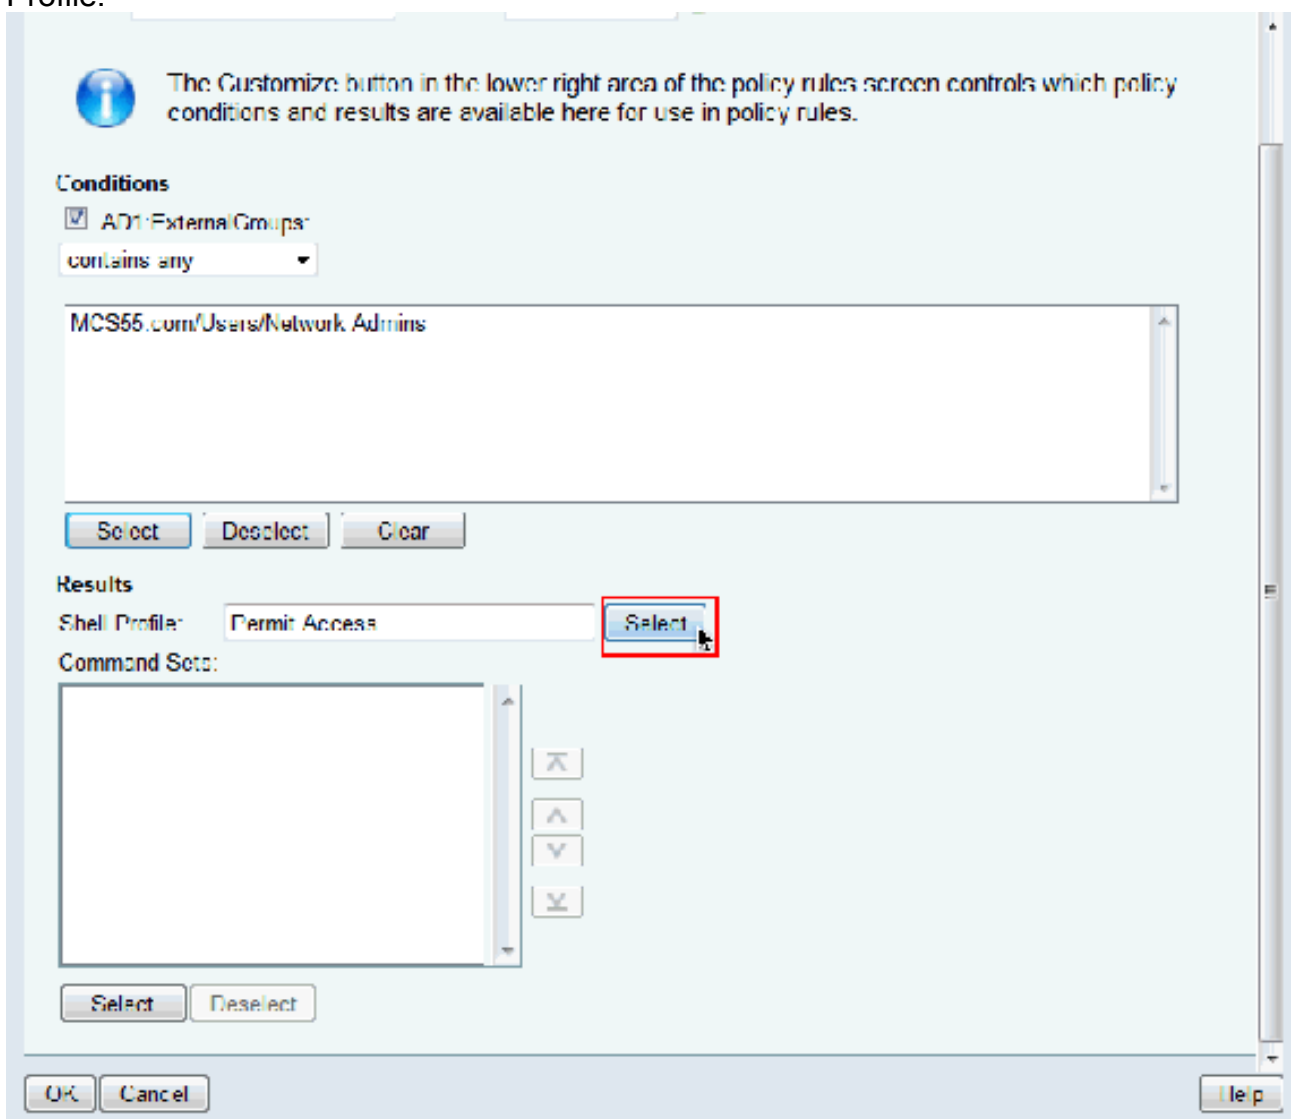 Profile.
The Customize button in the lower right area of the policy rules screen controls which policy
conditions and results are available here for use in policy rules.
Conditions
AD1:ExternalGroups:
contains any
MCS55.com/Users/Network Admins
Select Deselect Clear
Results
Shell Profile: Permit Access Select
Command Sets:
Select Deselect
OK Cancel Help